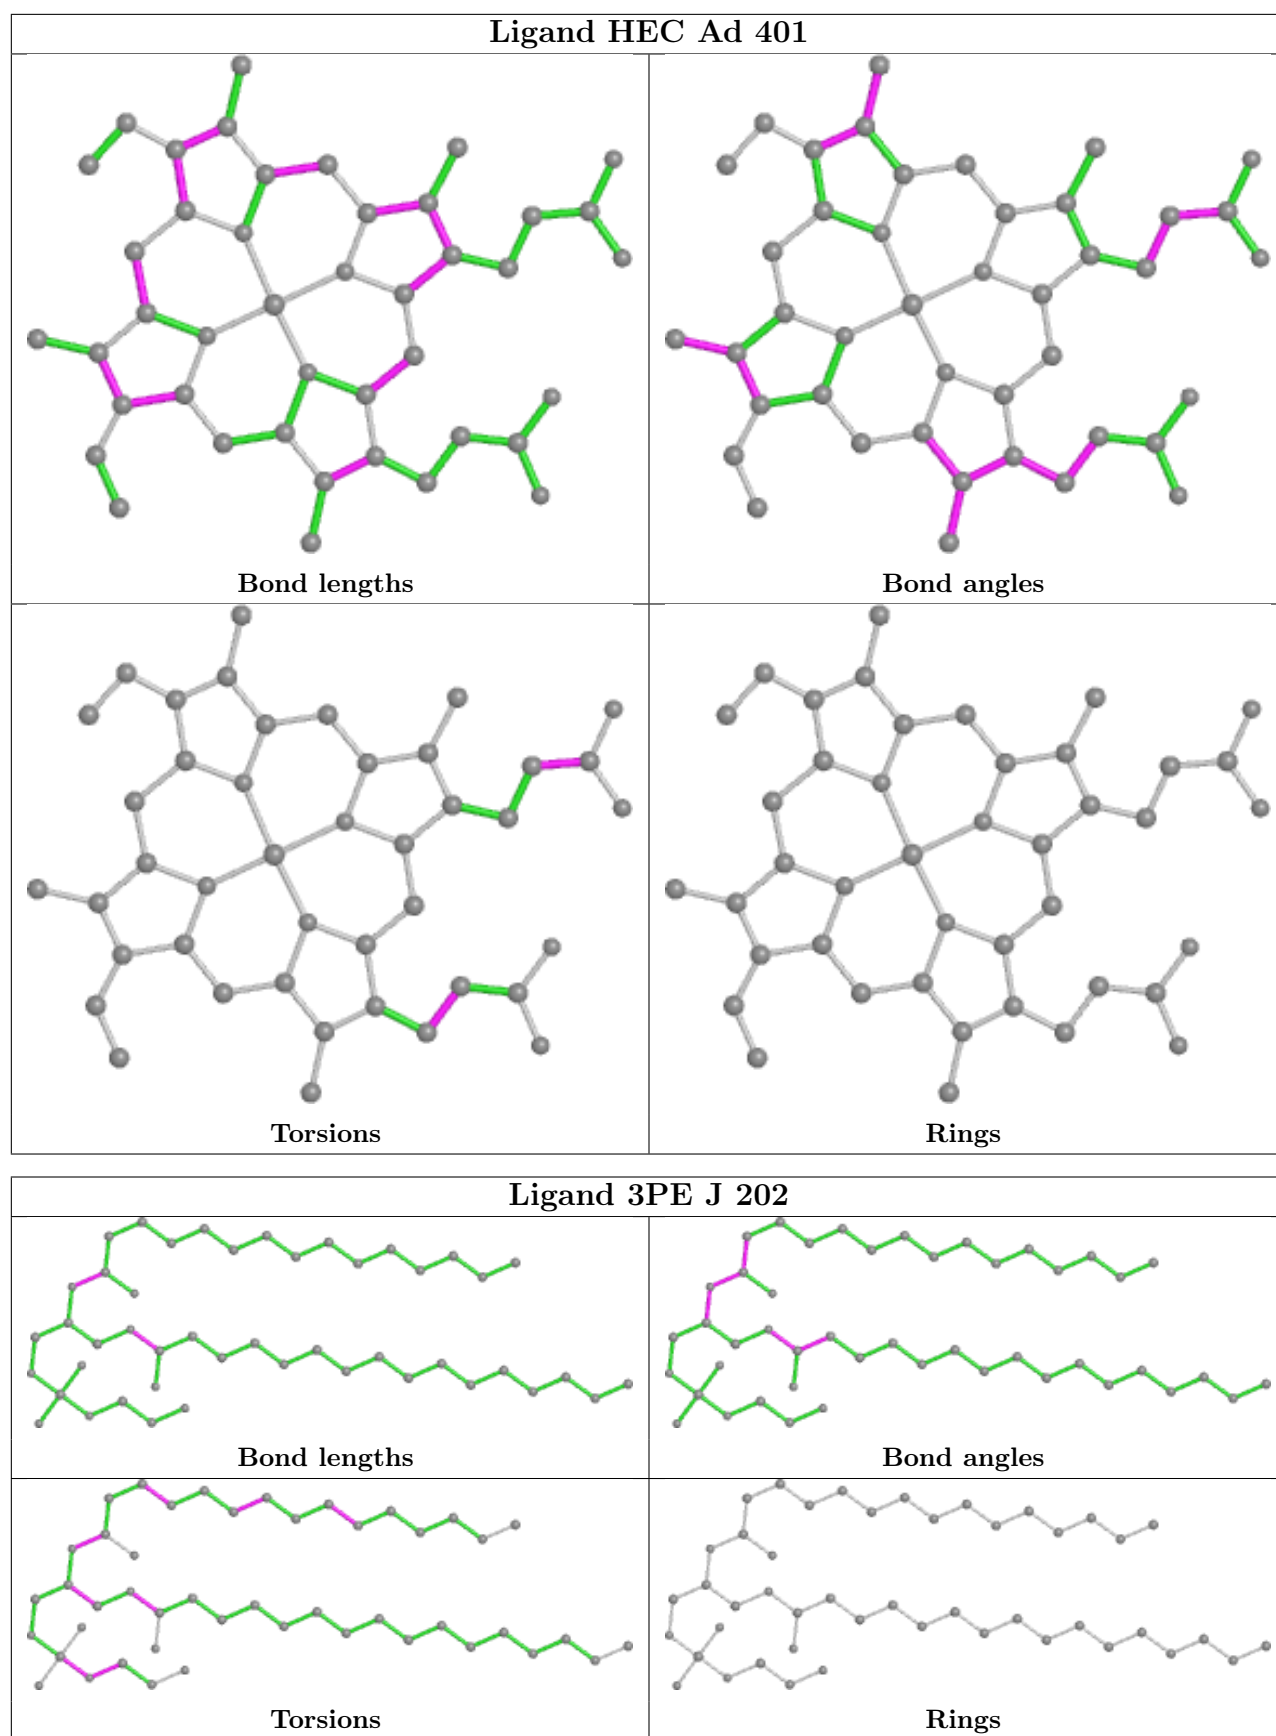 Ligand HEC Ad 401
Bond lengths
Bond angles
Torsions
Rings
Ligand 3PE J 202
Bond lengths
Bond angles
Torsions
Rings